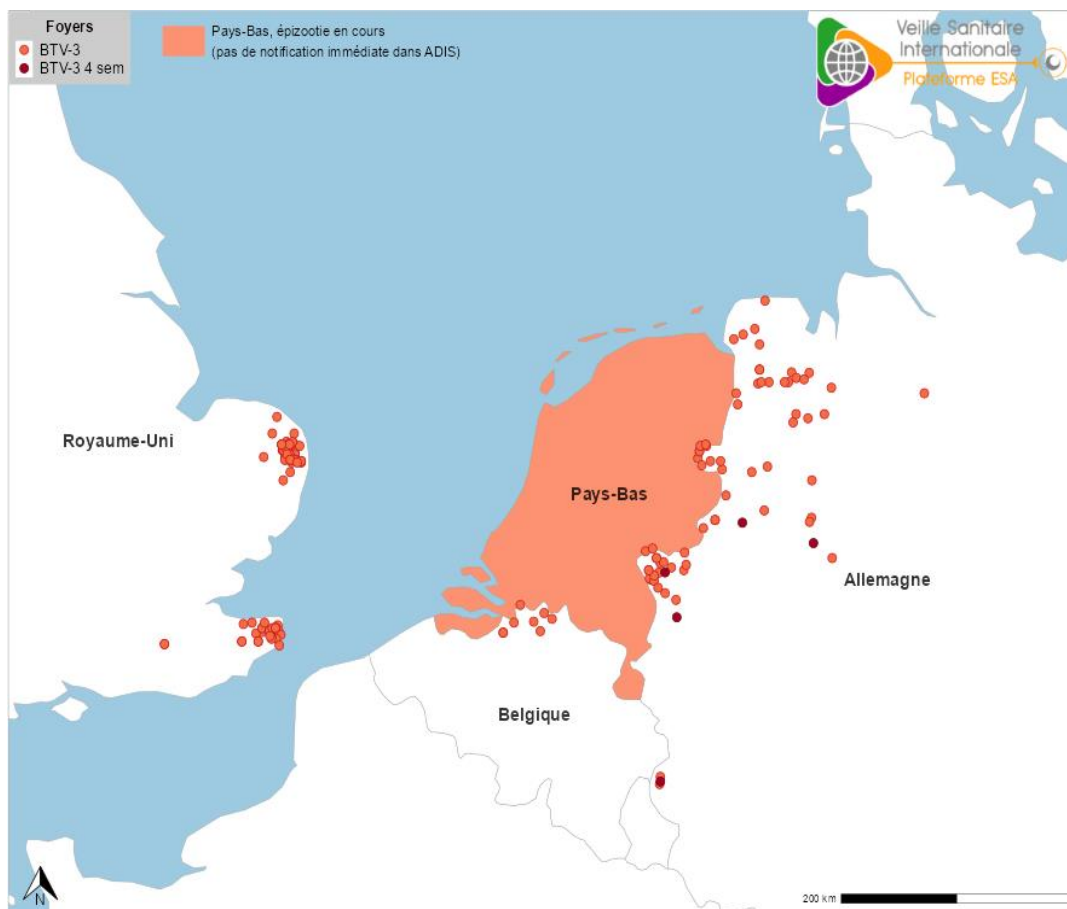 Foyers
BTV-3
BTV-3 4 sem
Pays-Bas, épizootie en cours
(pas de notification immédiate dans ADIS)
Veille Sanitaire
Internationale
Plateforme ESA
Royaume-Uni
Pays-Bas
Allemagne
Belgique
N
200 km